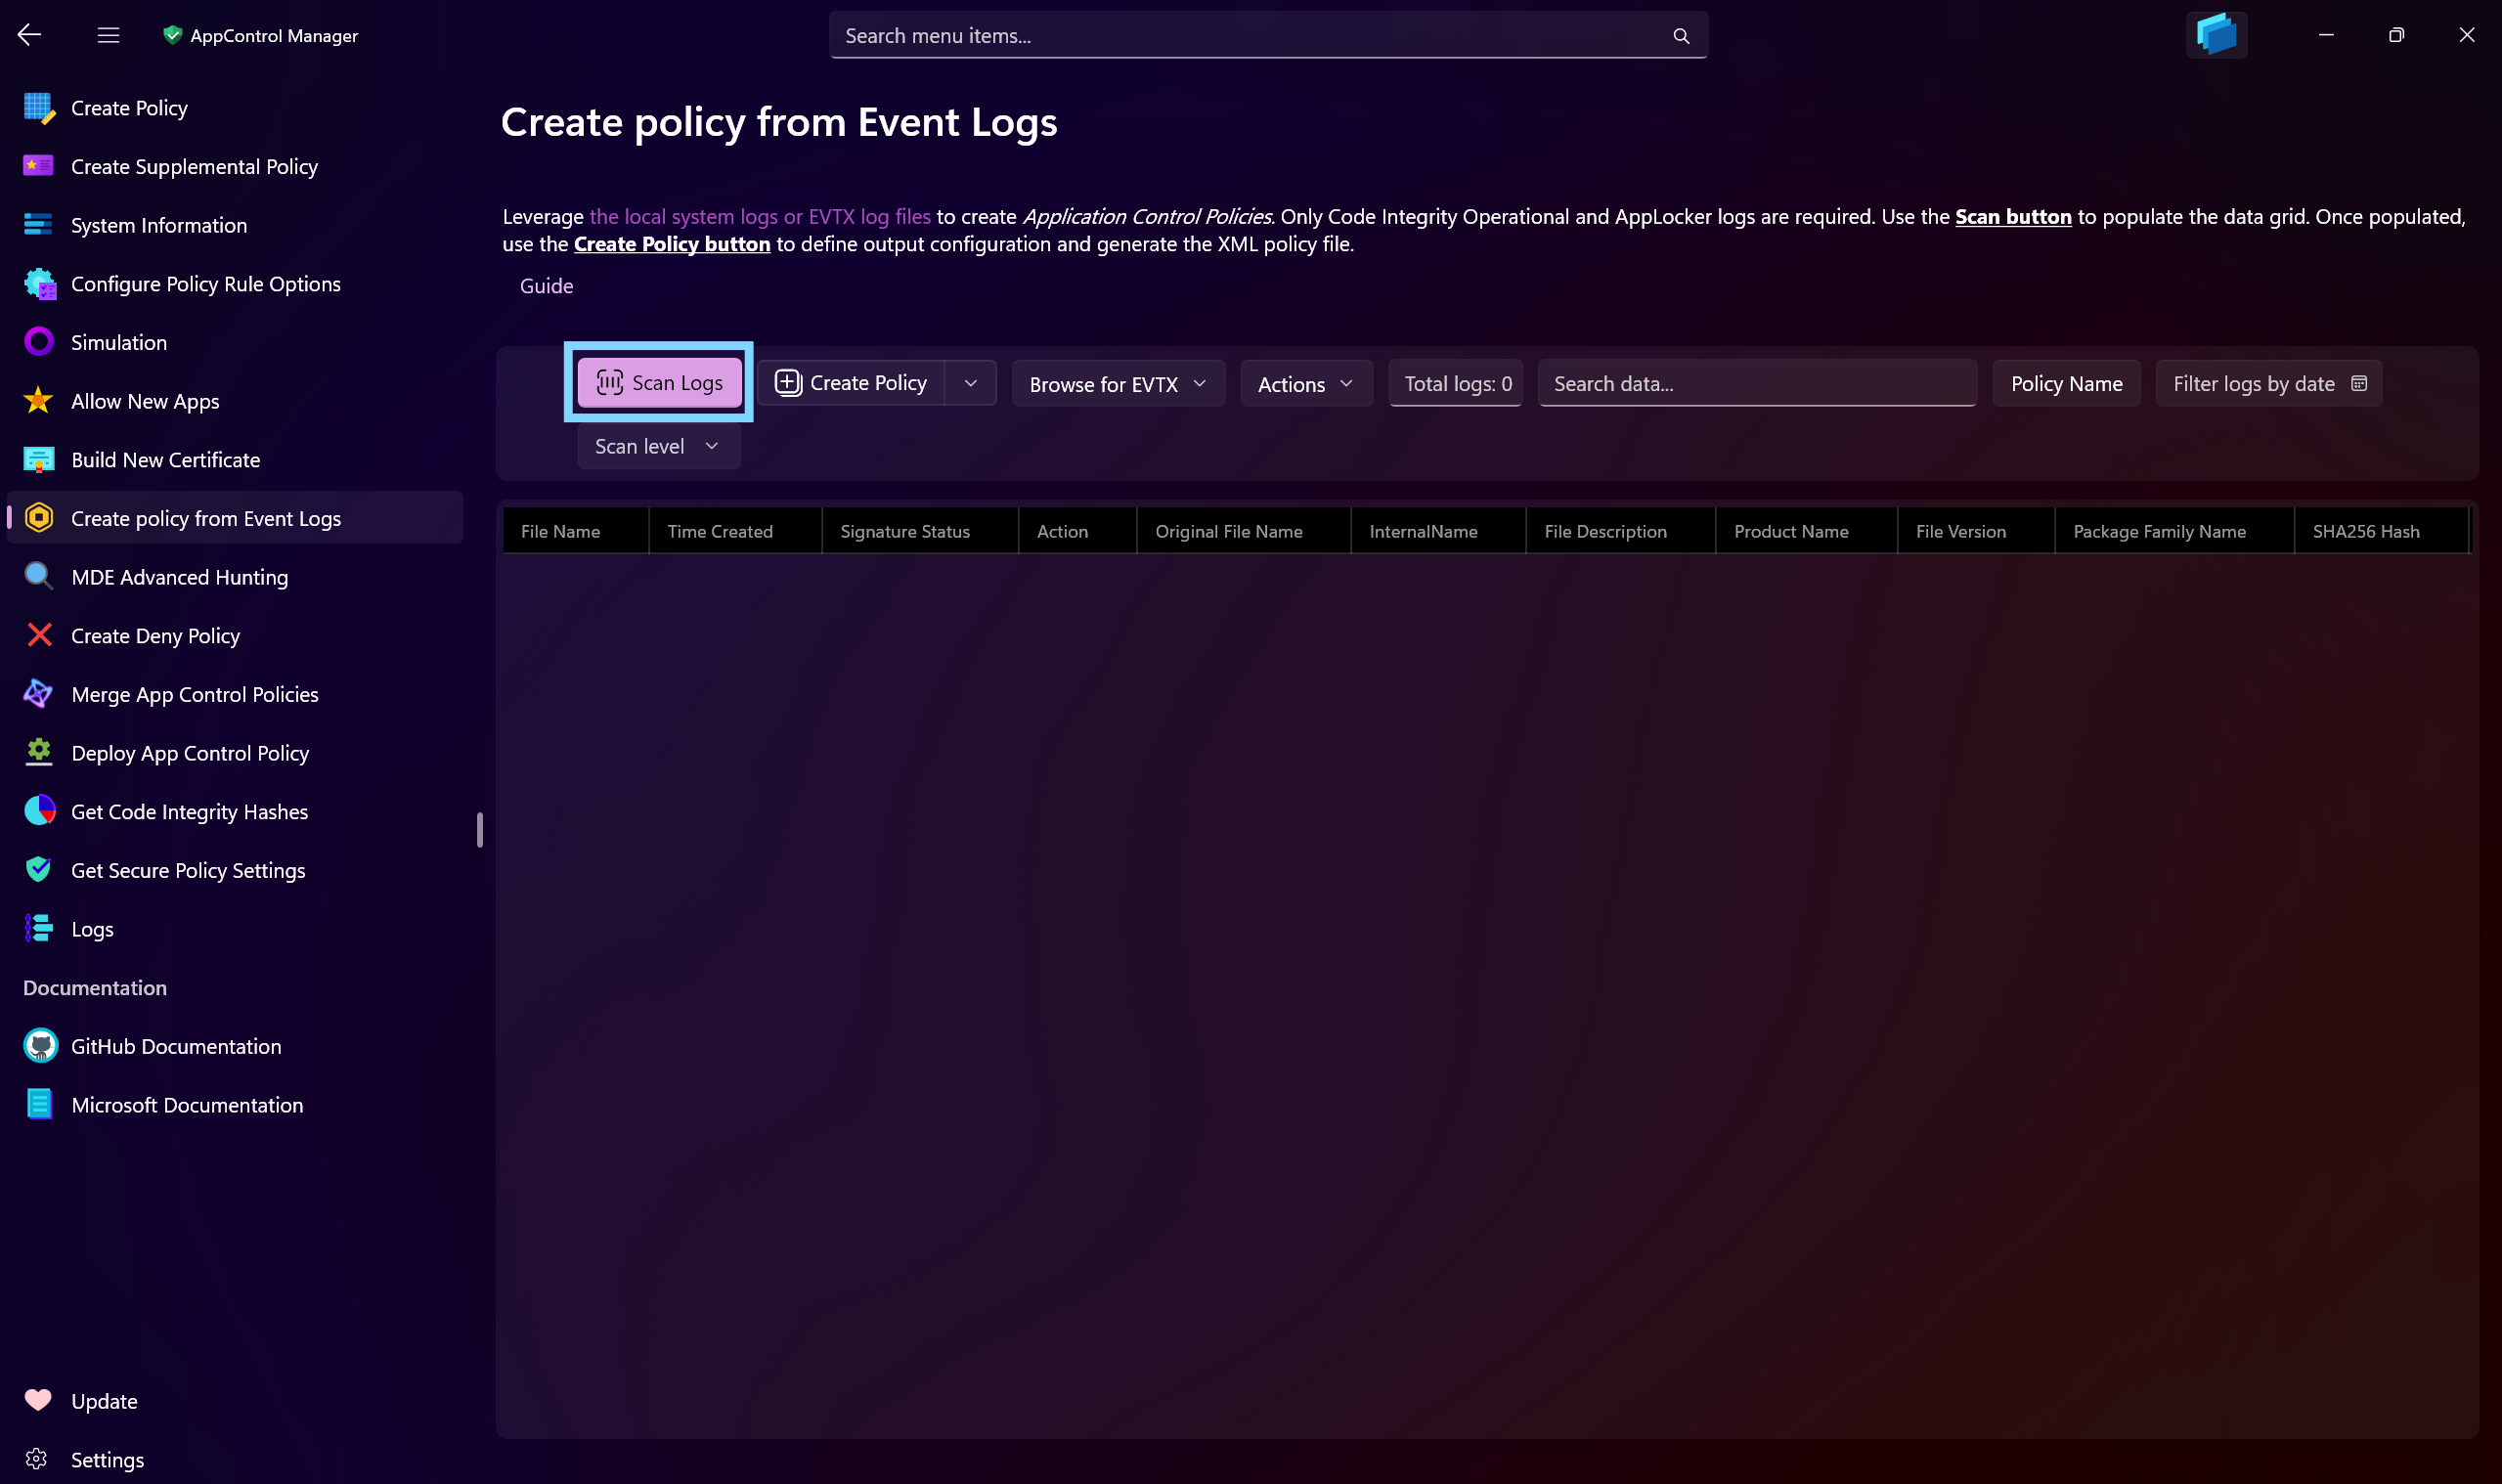 AppControl Manager
Search menu items...
Create Policy
Create Supplemental Policy
System Information
Configure Policy Rule Options
Simulation
Allow New Apps
Build New Certificate
Create policy from Event Logs
MDE Advanced Hunting
Create Deny Policy
Merge App Control Policies
Deploy App Control Policy
Get Code Integrity Hashes
Get Secure Policy Settings
Logs
Documentation
GitHub Documentation
Microsoft Documentation
Update
Settings
Create policy from Event Logs
Leverage the local system logs or EVTX log files to create Application Control Policies. Only Code Integrity Operational and AppLocker logs are required. Use the Scan button to populate the data grid. Once populated,
use the Create Policy button to define output configuration and generate the XML policy file.
Guide
Scan Logs
Create Policy
Browse for EVTX
Actions
Total logs: 0
Search data...
Policy Name
Filter logs by date
Scan level
File Name
Time Created
Signature Status
Action
Original File Name
InternalName
File Description
Product Name
File Version
Package Family Name
SHA256 Hash